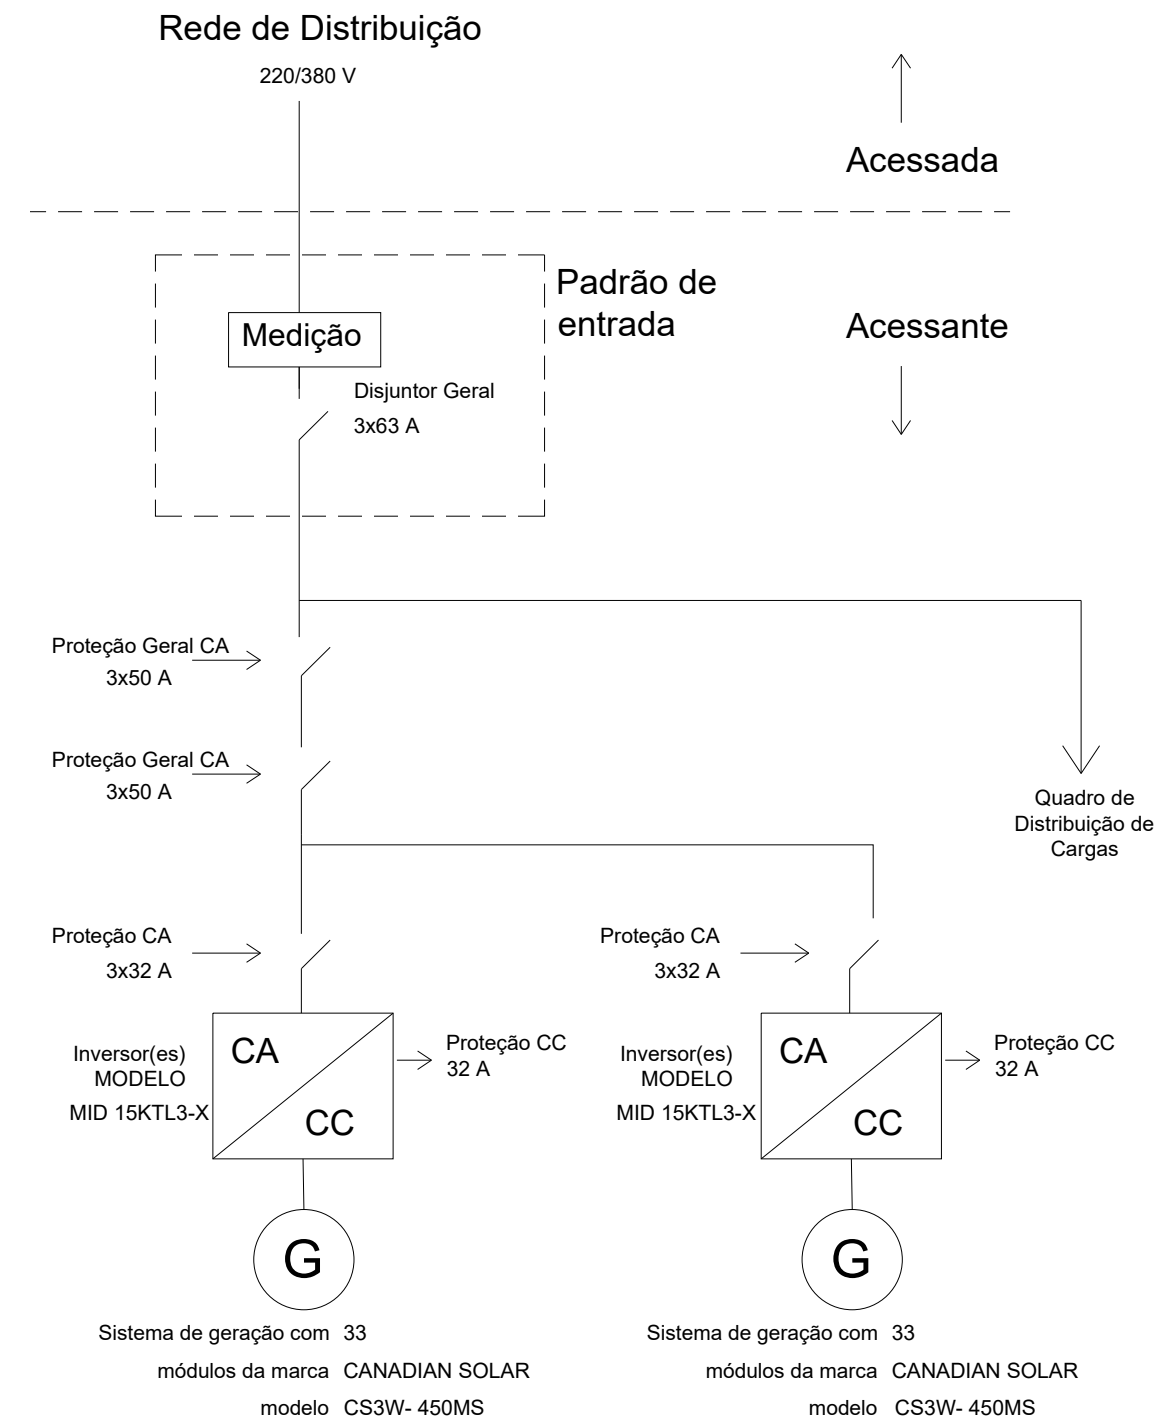 Rede de Distribuição
220/380 V
Acessada
Padrão de
entrada
Acessante
Medição
Disjuntor Geral
3x63 A
Proteção Geral CA
3x50 A
Proteção Geral CA
3x50 A
Quadro de
Distribuição de
Cargas
Proteção CA
3x32 A
Proteção CA
3x32 A
Inversor(es)
MODELO
MID 15KTL3-X
CA
CC
Proteção CC
32 A
Inversor(es)
MODELO
MID 15KTL3-X
CA
CC
Proteção CC
32 A
G
G
Sistema de geração com 33
módulos da marca CANADIAN SOLAR
modelo CS3W- 450MS
Sistema de geração com 33
módulos da marca CANADIAN SOLAR
modelo CS3W- 450MS